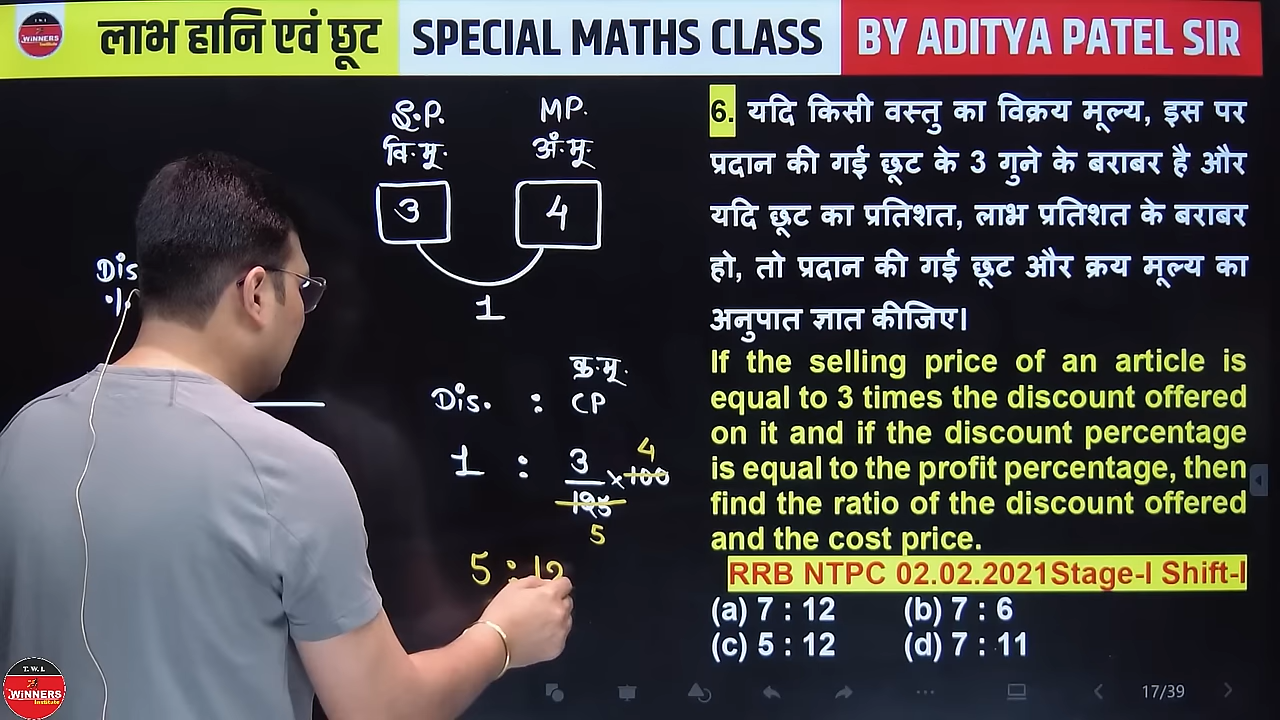 लाभ हानि एवं छूट SPECIAL MATHS CLASS BY ADITYA PATEL SIR
WiNNERS
Institute
S.P. MP.
वि.मू. अं.मू.
3 4
1
Dis
%
क्र.मू.
Dis. : CP
1 : 3/125 × 100
4
5
5 : 12
6. यदि किसी वस्तु का विक्रय मूल्य, इस पर
प्रदान की गई छूट के 3 गुने के बराबर है और
यदि छूट का प्रतिशत, लाभ प्रतिशत के बराबर
हो, तो प्रदान की गई छूट और क्रय मूल्य का
अनुपात ज्ञात कीजिए।
If the selling price of an article is
equal to 3 times the discount offered
on it and if the discount percentage
is equal to the profit percentage, then
find the ratio of the discount offered
and the cost price.
RRB NTPC 02.02.2021Stage-I Shift-I
(a) 7 : 12 (b) 7 : 6
(c) 5 : 12 (d) 7 : 11
17/39
T.W.I.
WiNNERS
Institute